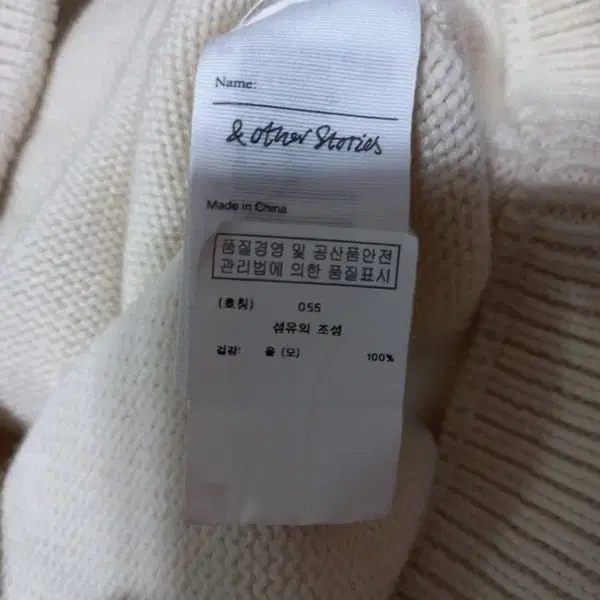 Name:
& other Stories
Made in China
품질경영 및 공산품안전
관리법에 의한 품질표시
(호칭) 055
섬유의 조성
겉감: 울 (모) 100%